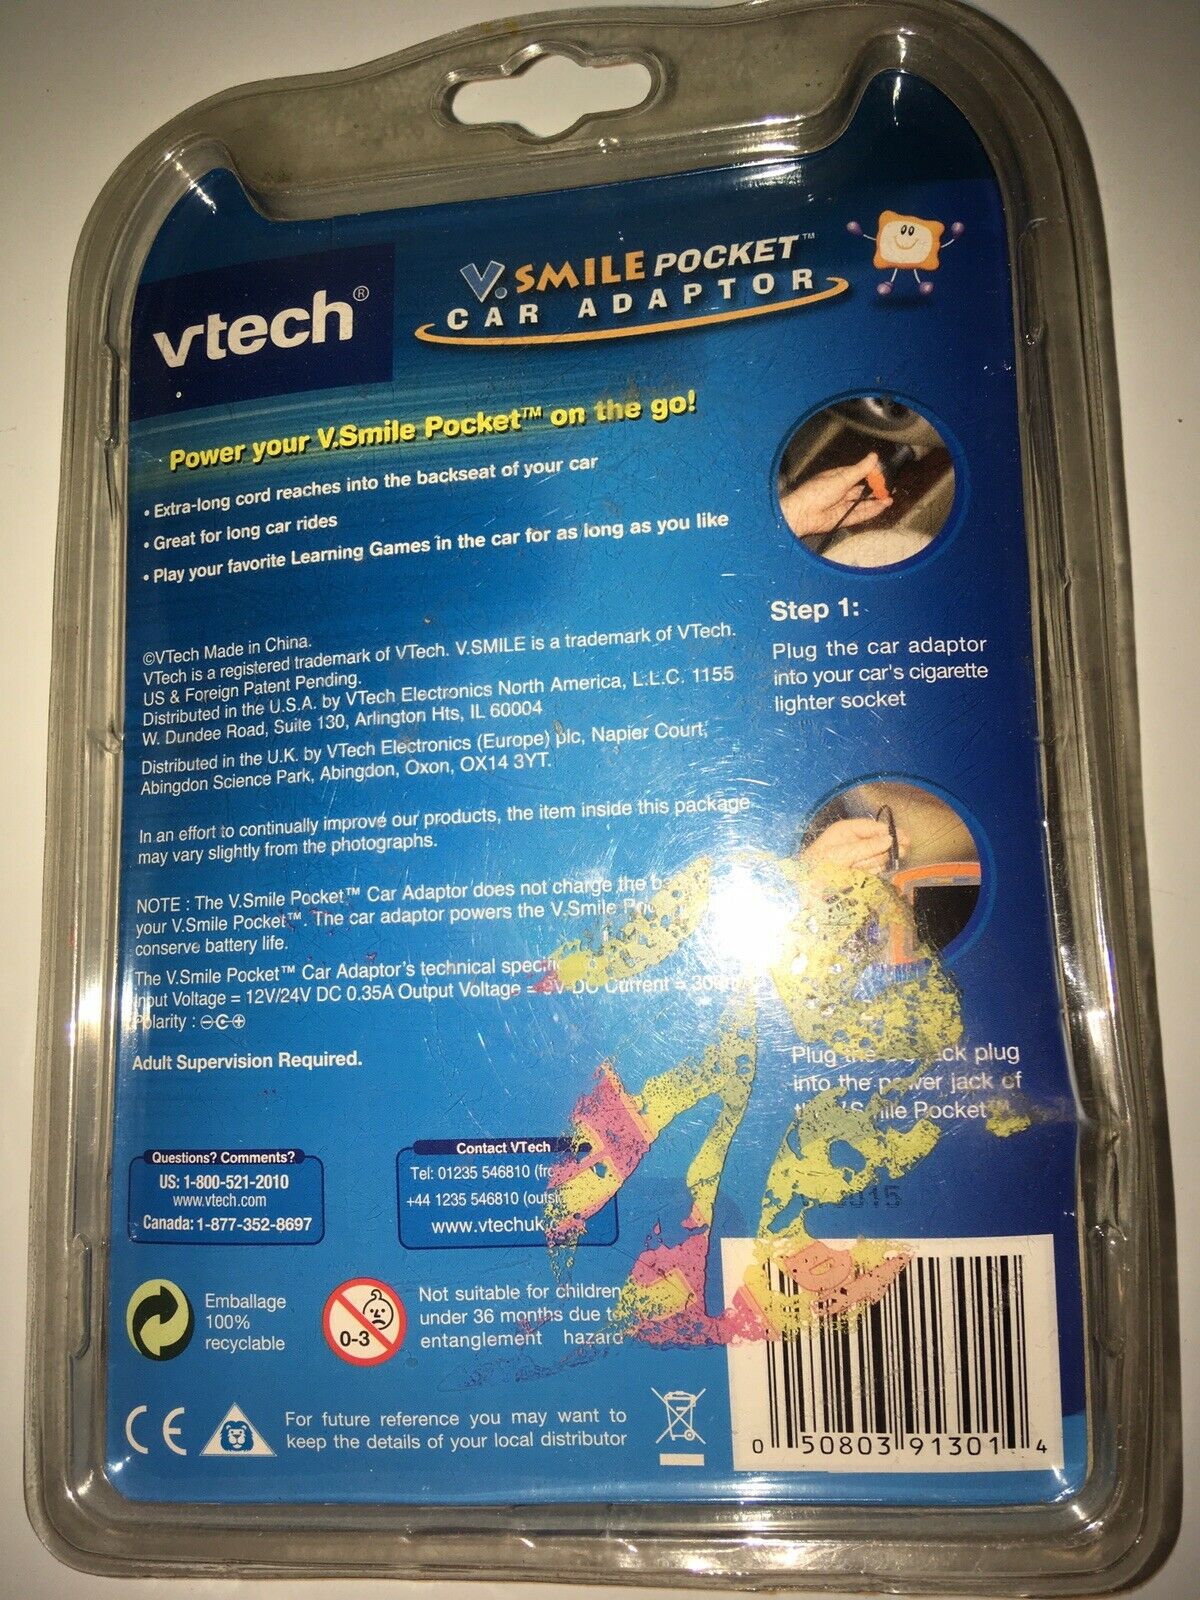 vtech®
V.SMILE POCKET™
CAR ADAPTOR
Power your V.Smile Pocket™ on the go!
• Extra-long cord reaches into the backseat of your car
• Great for long car rides
• Play your favorite Learning Games in the car for as long as you like
©VTech Made in China.
VTech is a registered trademark of VTech. V.SMILE is a trademark of VTech.
US & Foreign Patent Pending.
Distributed in the U.S.A. by VTech Electronics North America, L.L.C. 1155
W. Dundee Road, Suite 130, Arlington Hts, IL 60004
Distributed in the U.K. by VTech Electronics (Europe) plc, Napier Court,
Abingdon Science Park, Abingdon, Oxon, OX14 3YT.
In an effort to continually improve our products, the item inside this package
may vary slightly from the photographs.
NOTE : The V.Smile Pocket™ Car Adaptor does not charge the
your V.Smile Pocket™. The car adaptor powers the V.Smile
conserve battery life.
The V.Smile Pocket™ Car Adaptor's technical
Input Voltage = 12V/24V DC 0.35A Output Voltage = DC Current =
Polarity :
Adult Supervision Required.
Step 1:
Plug the car adaptor
into your car's cigarette
lighter socket
Plug the plug
into the power jack of
Pocket™
Questions? Comments?
US: 1-800-521-2010
www.vtech.com
Canada: 1-877-352-8697
Contact VTech
Tel: 01235 546810
+44 1235 546810
www.vtechuk.
Emballage
100%
recyclable
0-3
Not suitable for children
under 36 months due to
entanglement hazard
CE
For future reference you may want to
keep the details of your local distributor
0 50803 91301 4